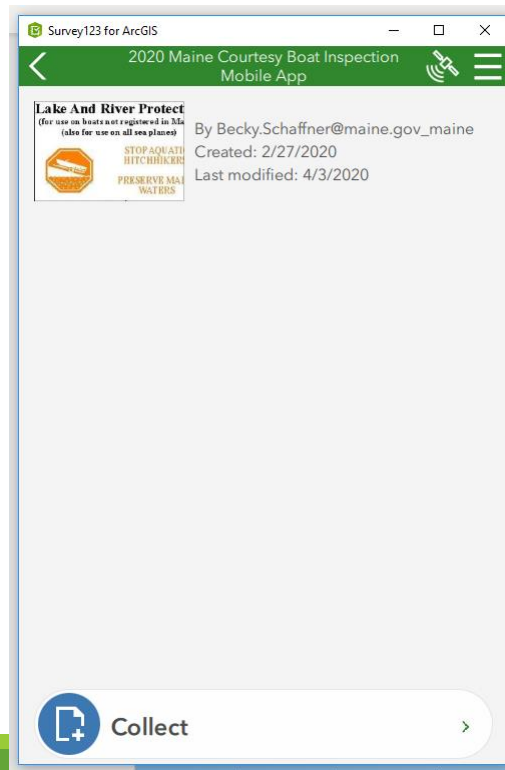 Survey123 for ArcGIS
2020 Maine Courtesy Boat Inspection
Mobile App
Lake And River Protect
(for use on boats not registered in Ma
(also for use on all sea planes)
STOP AQUATI
HITCHHIKER
PRESERVE MAI
WATERS
By Becky.Schaffner@maine.gov_maine
Created: 2/27/2020
Last modified: 4/3/2020
Collect